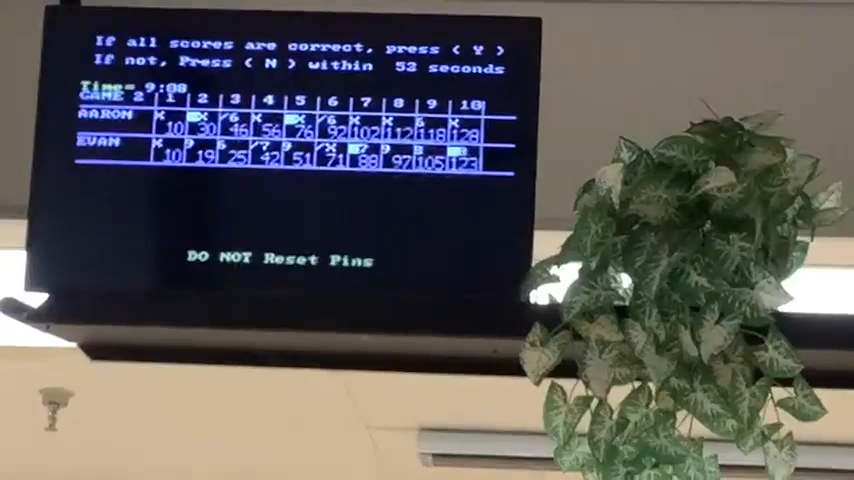 If all scores are correct, press ( Y )
If not, Press ( N ) within 52 seconds
Time= 9:08
GAME 2 1 2 3 4 5 6 7 8 9 10
AARON
10 30 46 56 76 92 102 112 118 128
EVAN
10 19 25 42 51 71 88 97 105 123
DO NOT Reset Pins